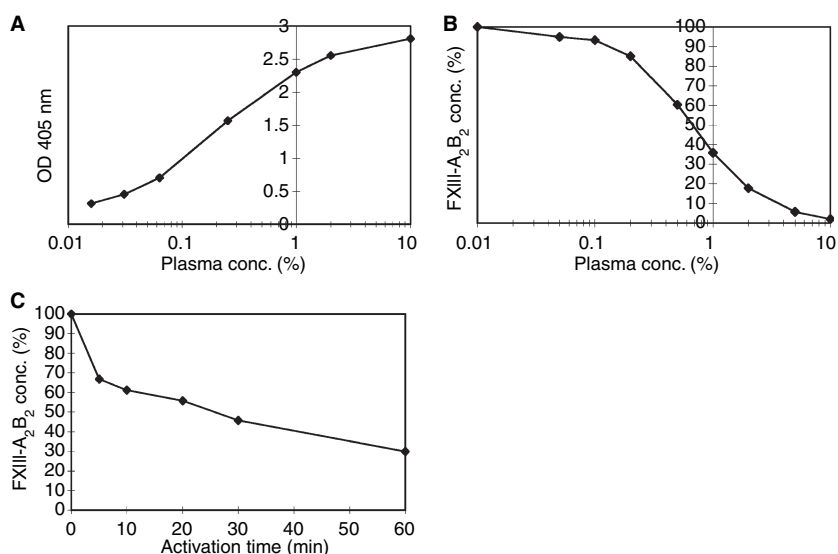 A
OD 405 nm
3
2.5
2
1.5
1
0.5
0
0.01 0.1 1 10
Plasma conc. (%)
B
FXIII-A2B2 conc. (%)
100
90
80
70
60
50
40
30
20
10
0
0.01 0.1 1 10
Plasma conc. (%)
C
FXIII-A2B2 conc. (%)
100
90
80
70
60
50
40
30
20
10
0
0 10 20 30 40 50 60
Activation time (min)